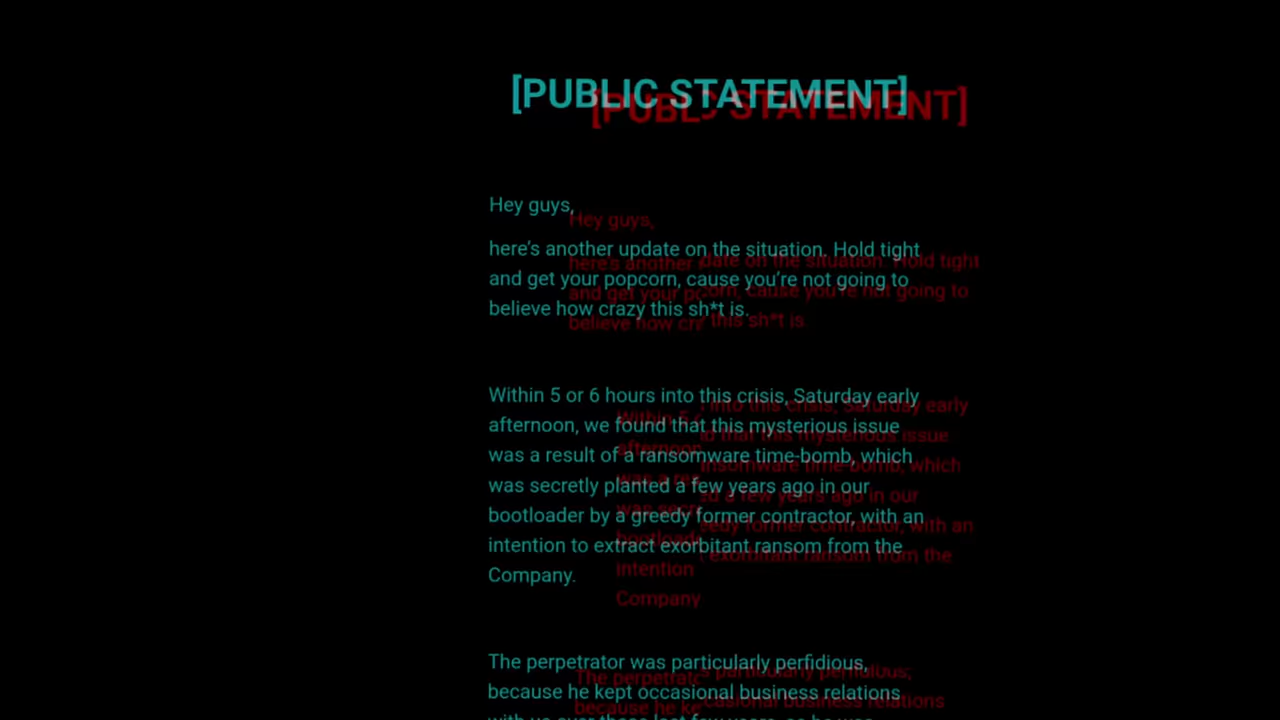 [PUBLIC STATEMENT]
Hey guys,
here's another update on the situation. Hold tight
and get your popcorn, cause you're not going to
believe how crazy this sh*t is.
Within 5 or 6 hours into this crisis, Saturday early
afternoon, we found that this mysterious issue
was a result of a ransomware time-bomb, which
was secretly planted a few years ago in our
bootloader by a greedy former contractor, with an
intention to extract exorbitant ransom from the
Company.
The perpetrator was particularly perfidious,
because he kept occasional business relations